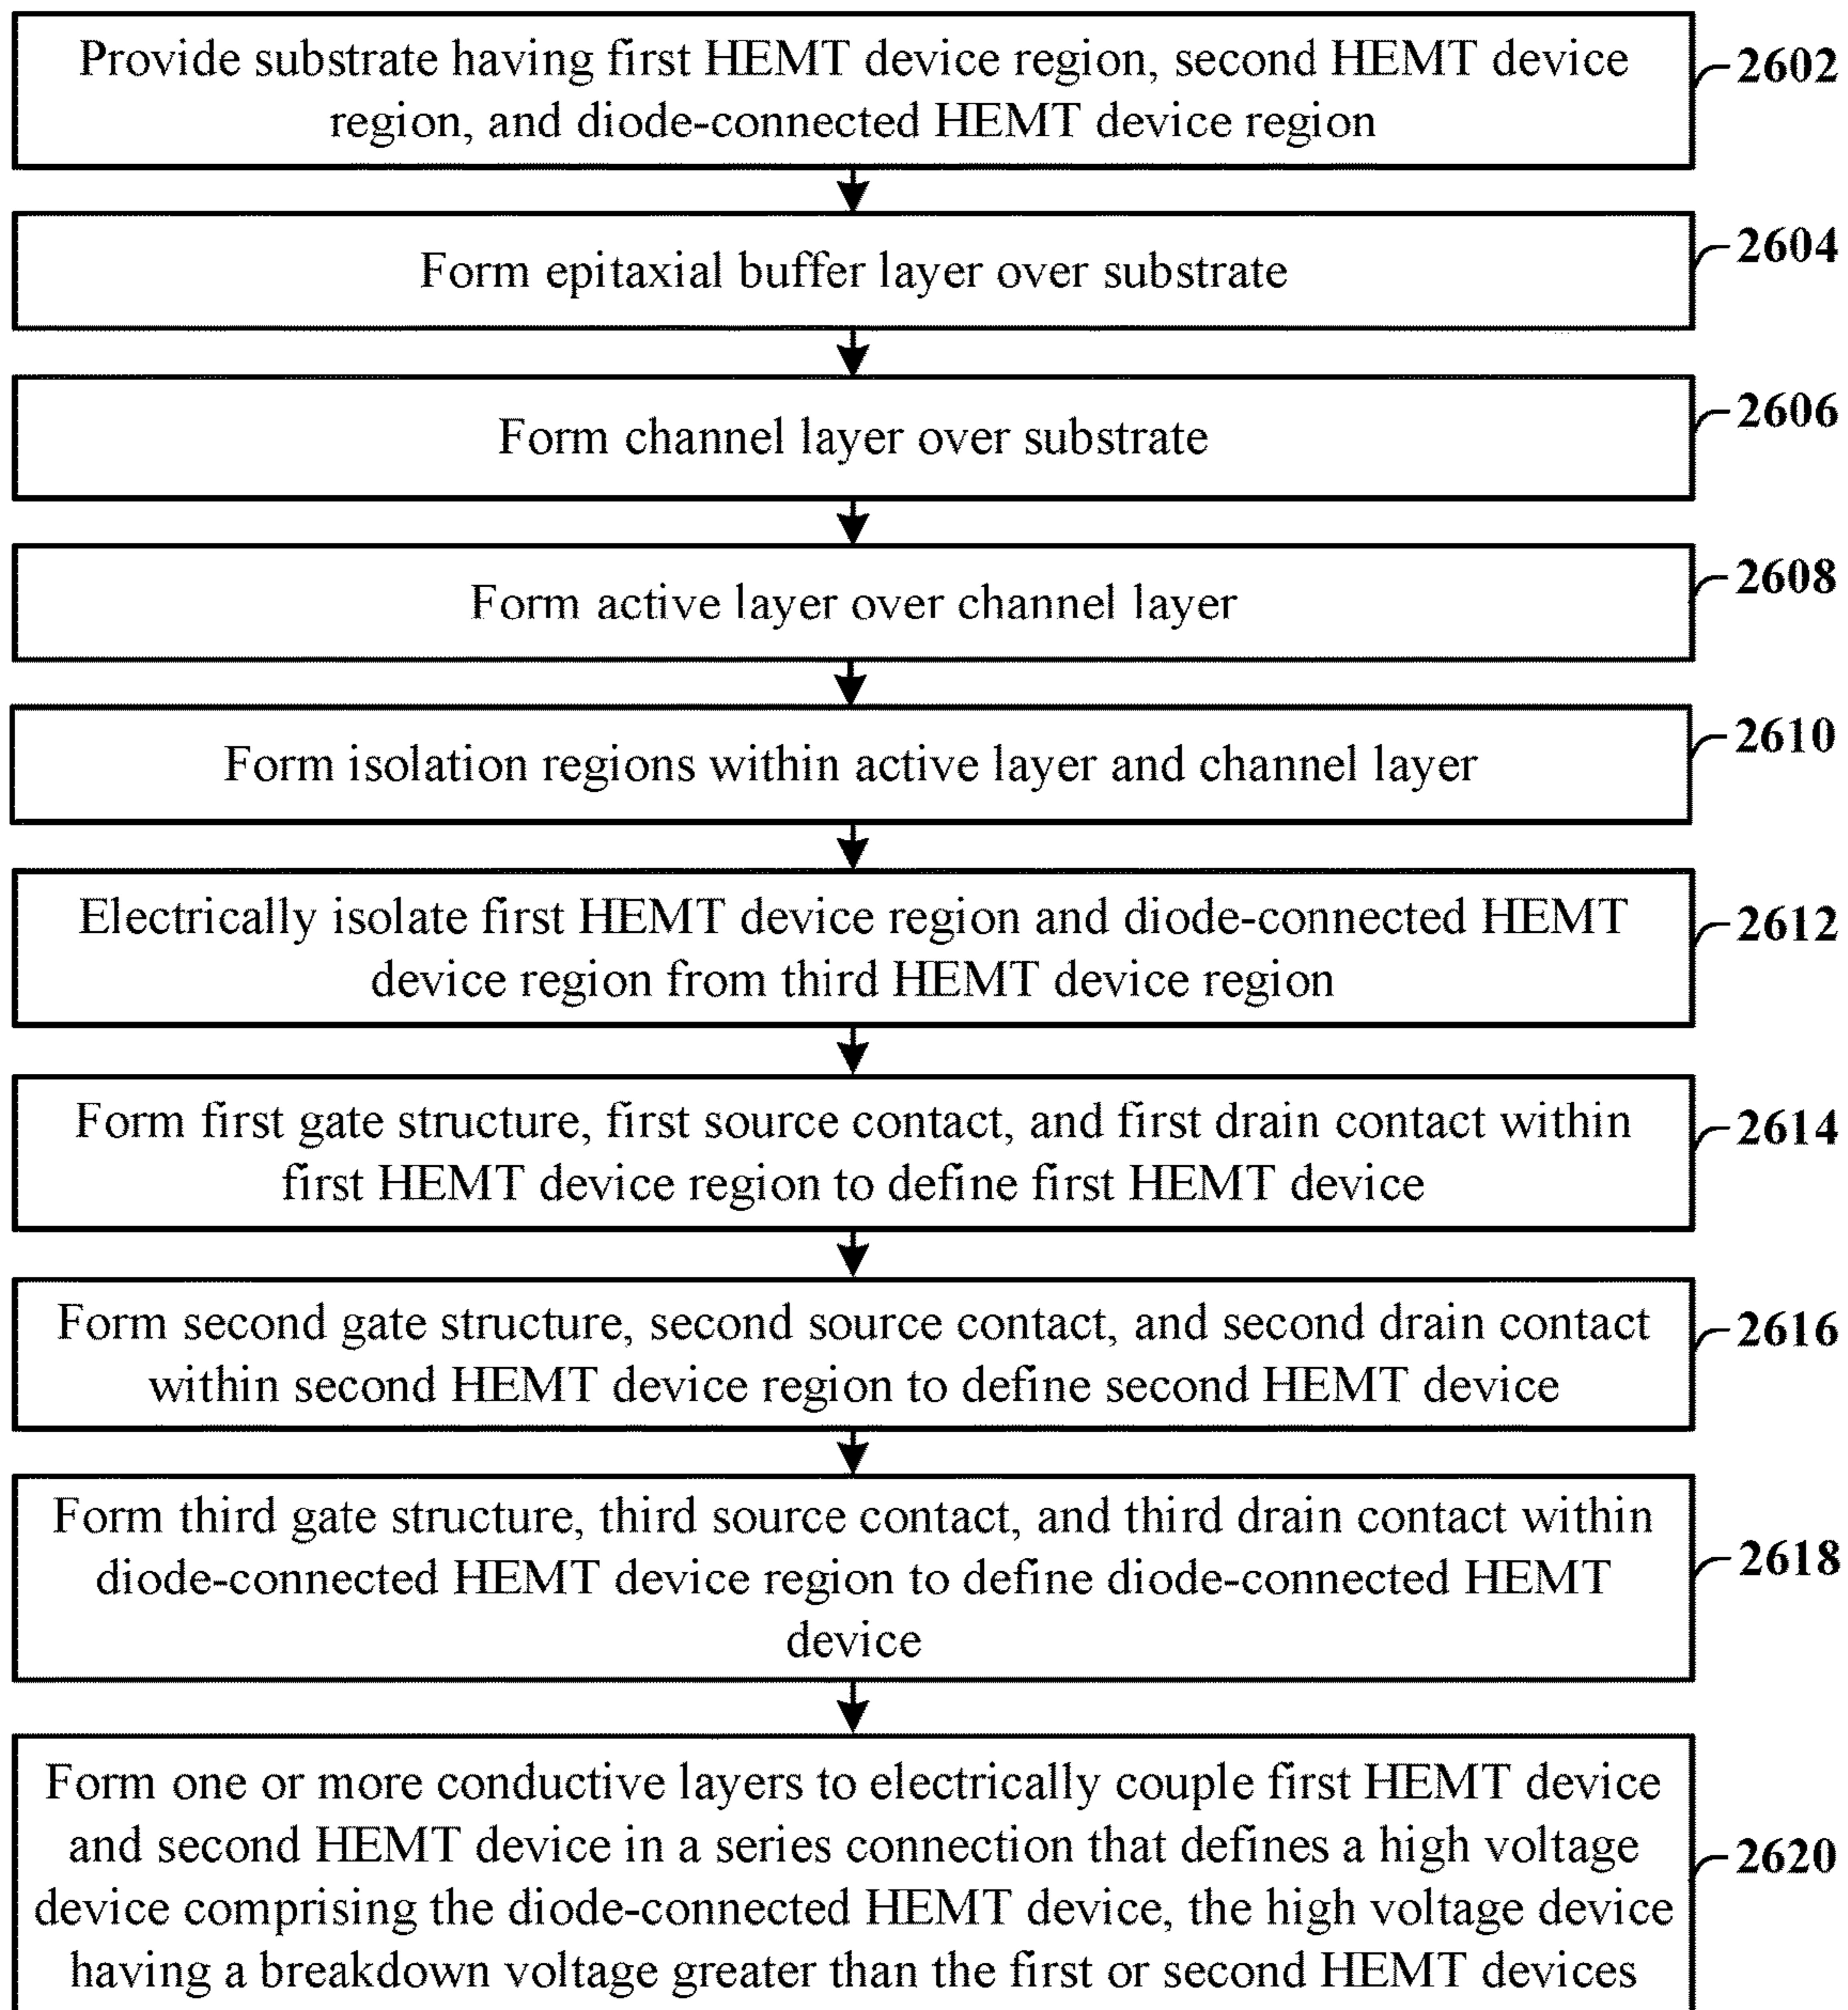 Provide substrate having first HEMT device region, second HEMT device
region, and diode-connected HEMT device region
2602
Form epitaxial buffer layer over substrate
2604
Form channel layer over substrate
2606
Form active layer over channel layer
2608
Form isolation regions within active layer and channel layer
2610
Electrically isolate first HEMT device region and diode-connected HEMT
device region from third HEMT device region
2612
Form first gate structure, first source contact, and first drain contact within
first HEMT device region to define first HEMT device
2614
Form second gate structure, second source contact, and second drain contact
within second HEMT device region to define second HEMT device
2616
Form third gate structure, third source contact, and third drain contact within
diode-connected HEMT device region to define diode-connected HEMT
device
2618
Form one or more conductive layers to electrically couple first HEMT device
and second HEMT device in a series connection that defines a high voltage
device comprising the diode-connected HEMT device, the high voltage device
having a breakdown voltage greater than the first or second HEMT devices
2620